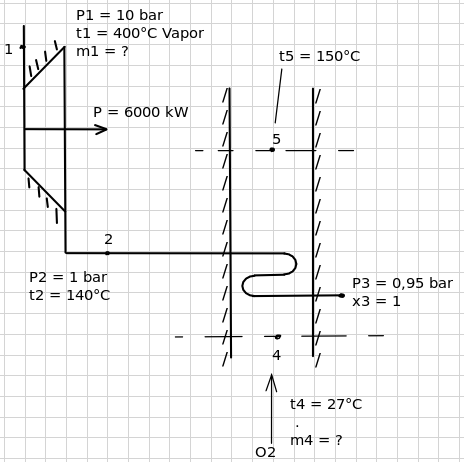 P1 = 10 bar
t1 = 400°C Vapor
m1 = ?
1
t5 = 150°C
P = 6000 kW
5
2
P2 = 1 bar
t2 = 140°C
P3 = 0,95 bar
x3 = 1
4
t4 = 27°C
.
m4 = ?
O2